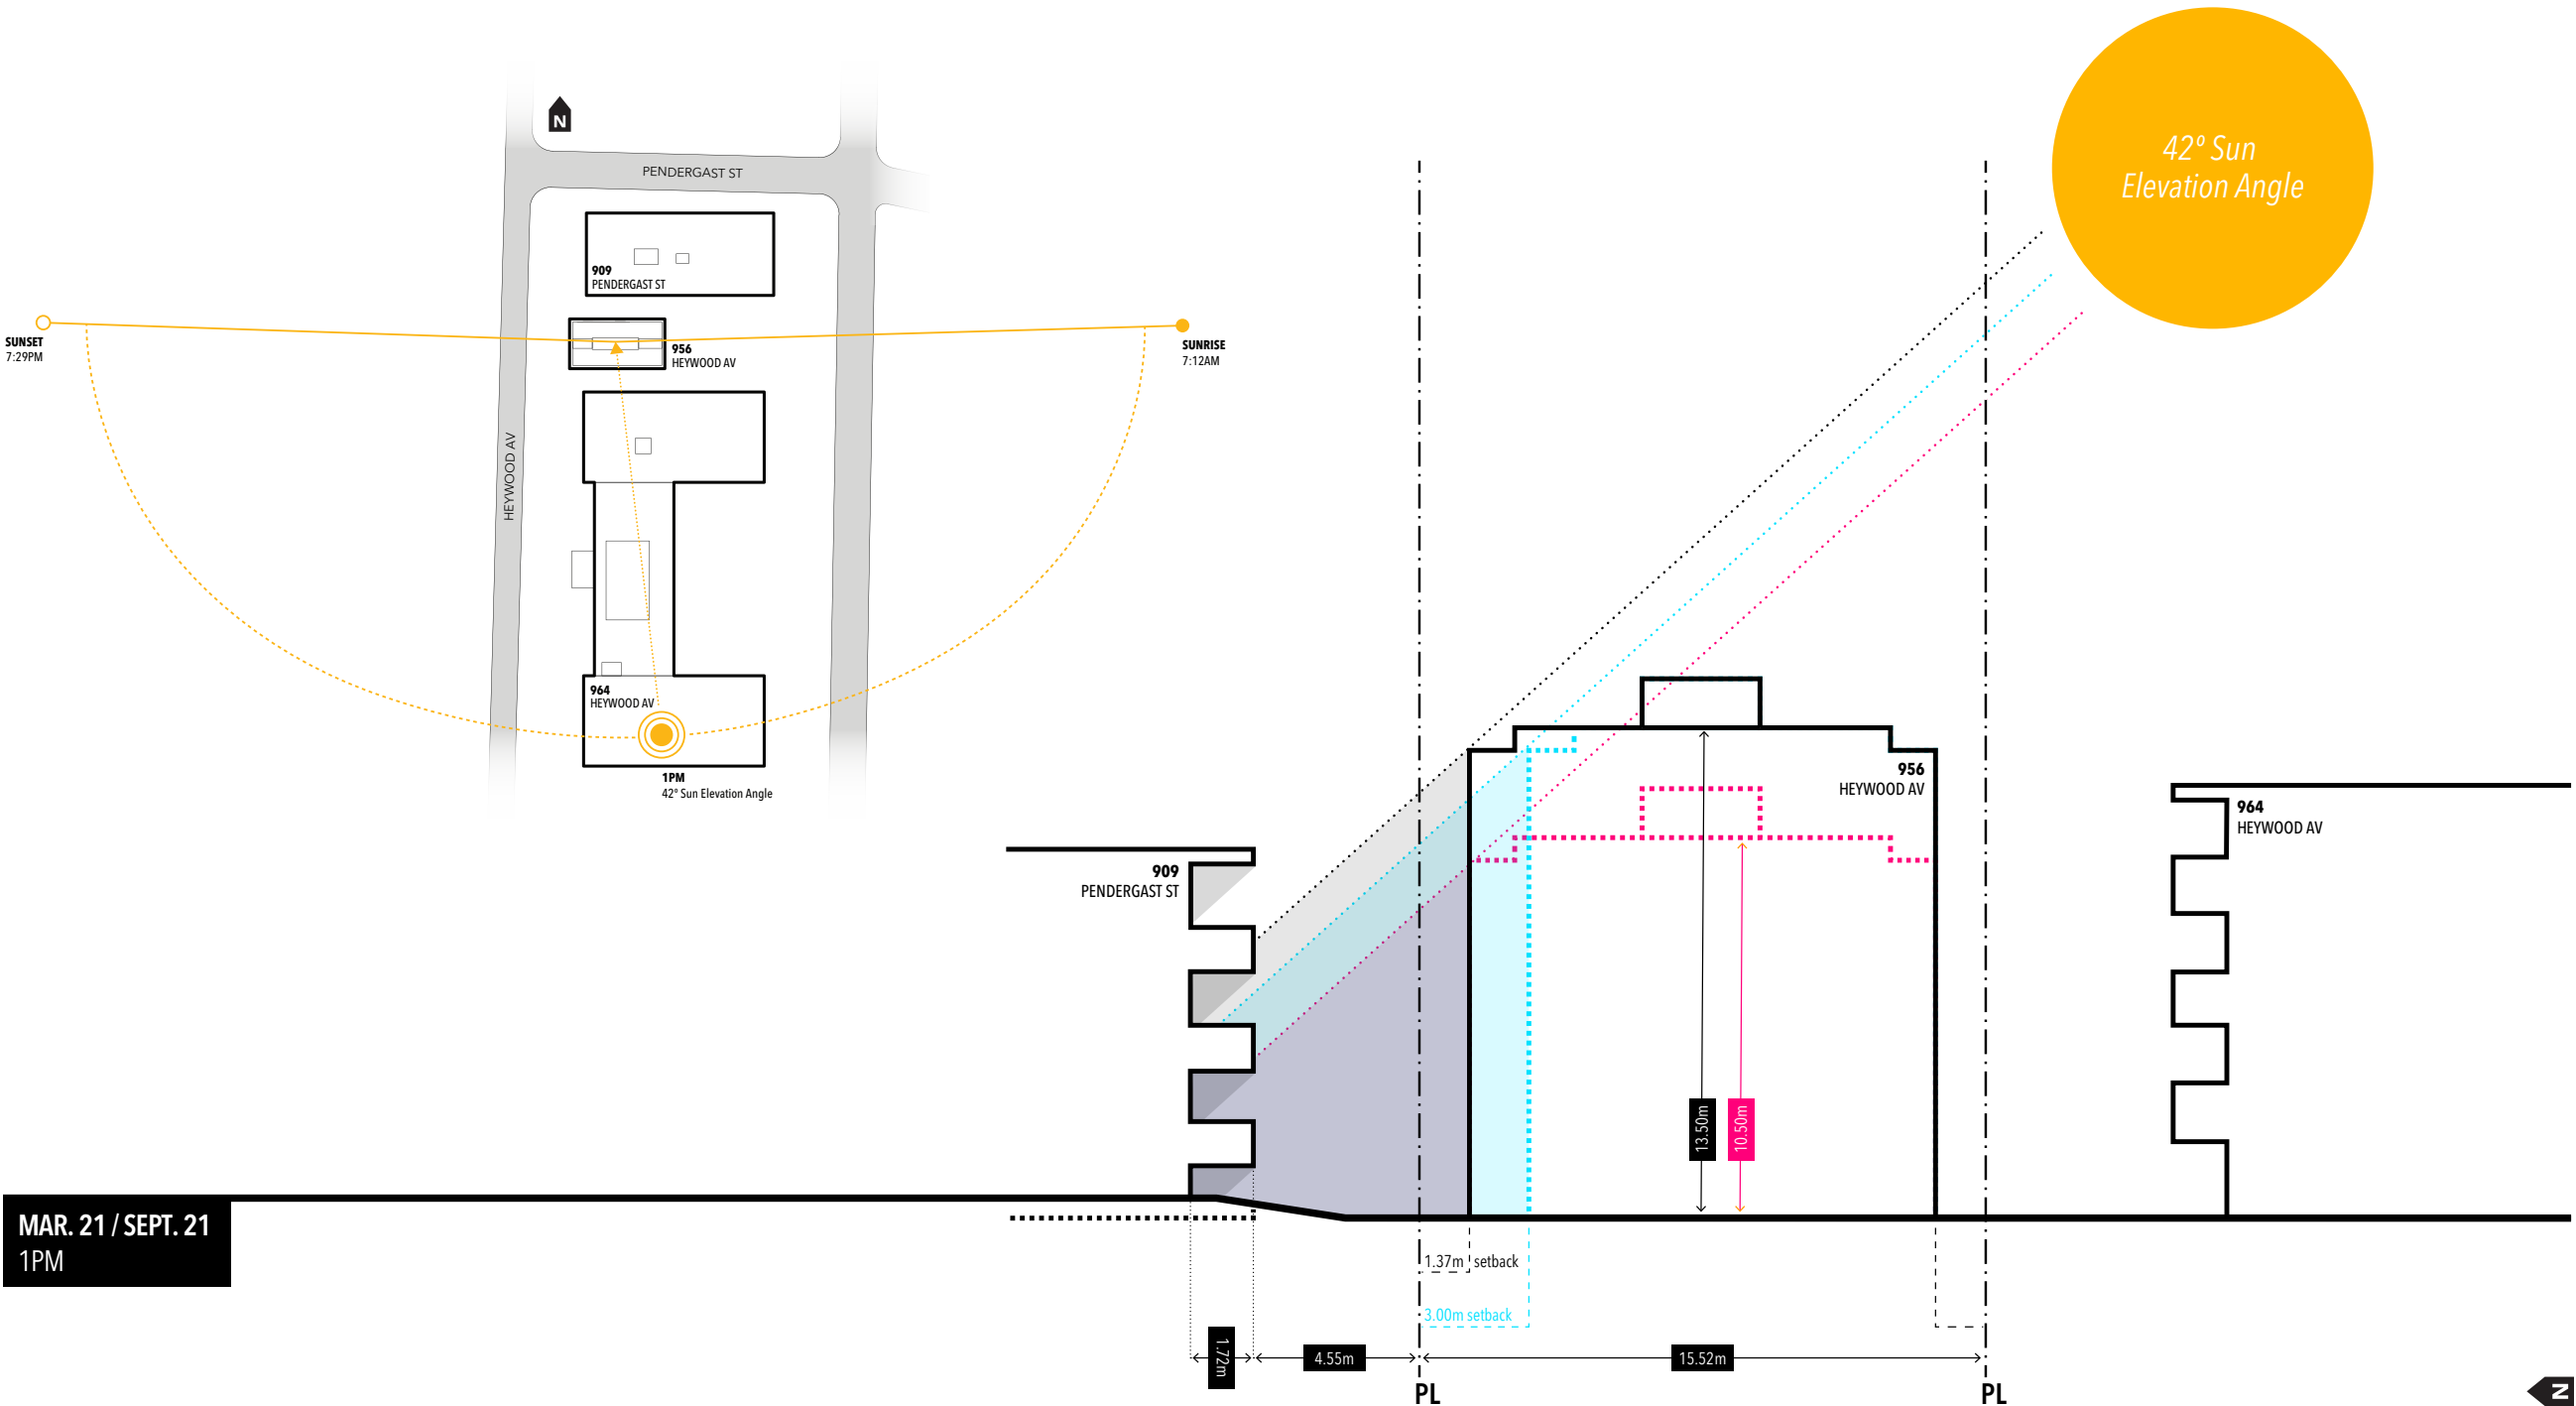 N
PENDERGAST ST
909
PENDERGAST ST
SUNSET
7:29PM
956
HEYWOOD AV
SUNRISE
7:12AM
HEYWOOD AV
964
HEYWOOD AV
1PM
42º Sun Elevation Angle
42º Sun
Elevation Angle
956
HEYWOOD AV
964
HEYWOOD AV
909
PENDERGAST ST
13.50m
10.50m
MAR. 21 / SEPT. 21
1PM
1.37m setback
3.00m setback
1.72m
4.55m
15.52m
PL
PL
N